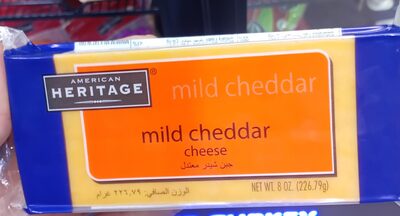 AMERICAN
HERITAGE®
mild cheddar
mild cheddar
cheese
جبن شيدر معتدل
NET WT. 8 OZ. (226.79g)
الوزن الصافي: ٢٢٦,٧٩ غرام